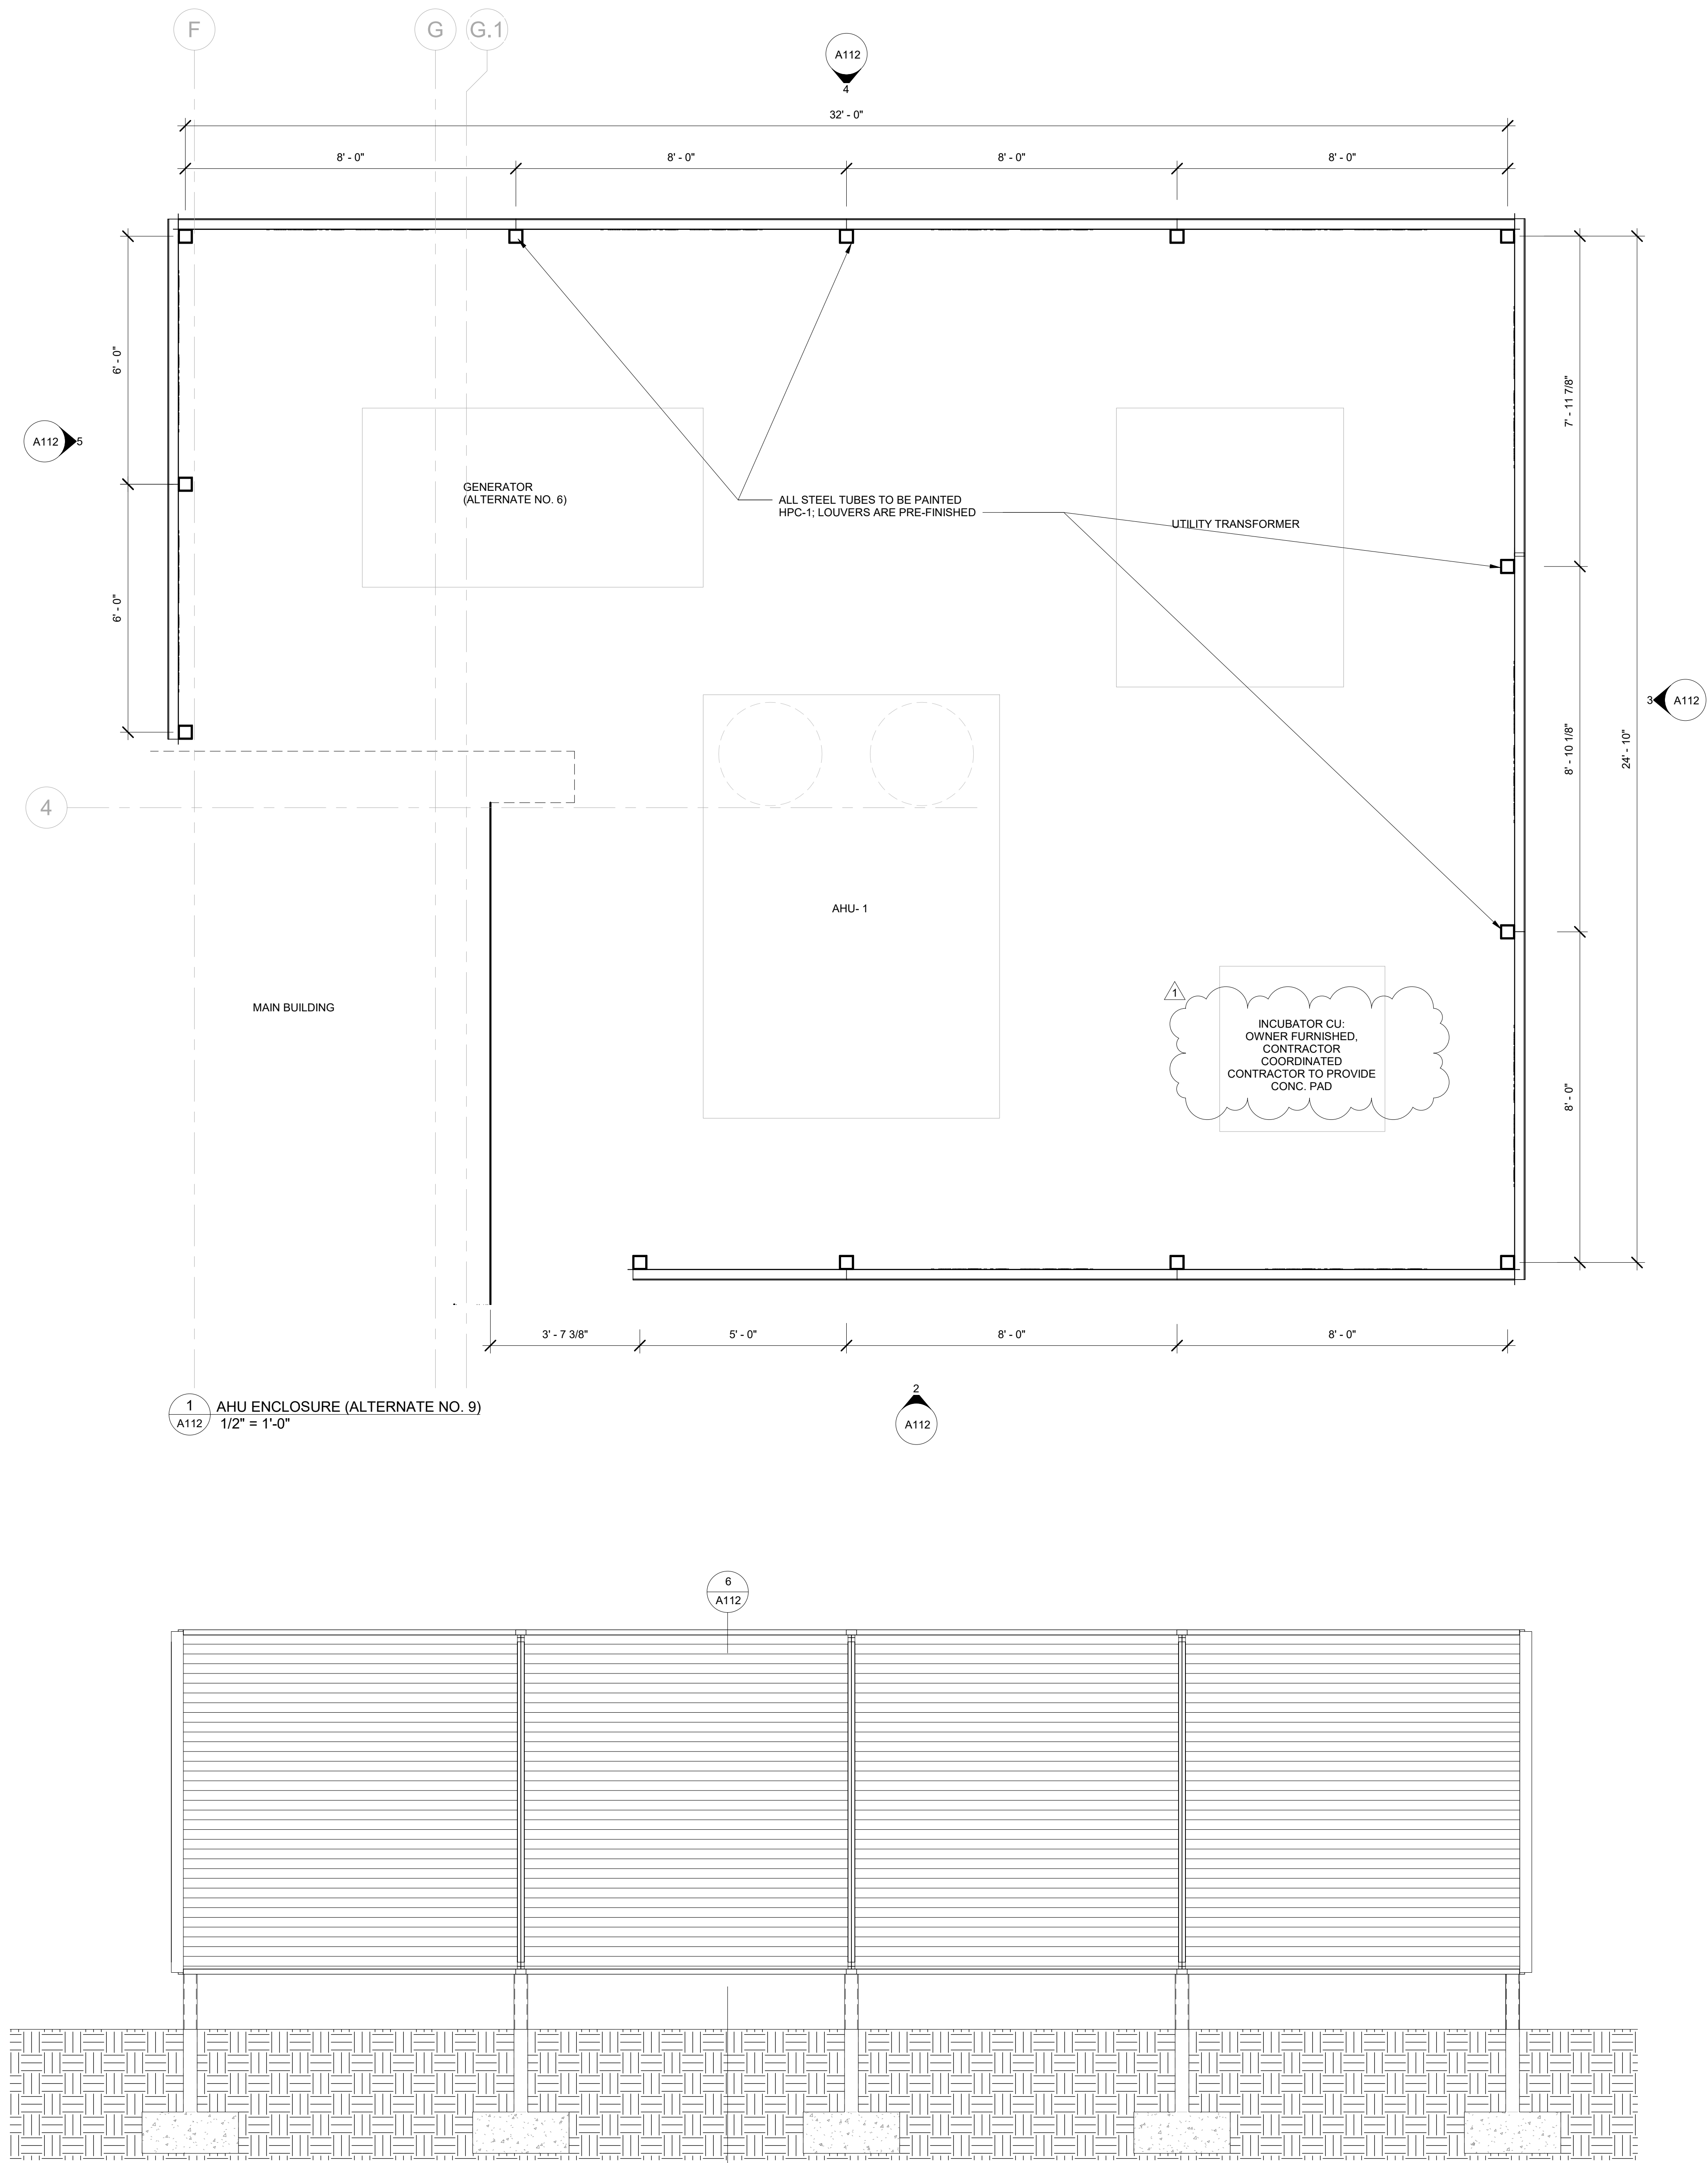 F
G
G.1
A112
4
32' - 0"
8' - 0"
8' - 0"
8' - 0"
8' - 0"
6' - 0"
6' - 0"
A112
5
GENERATOR
(ALTERNATE NO. 6)
ALL STEEL TUBES TO BE PAINTED
HPC-1; LOUVERS ARE PRE-FINISHED
UTILITY TRANSFORMER
7' - 11 7/8"
8' - 10 1/8"
8' - 0"
24' - 10"
3
A112
4
AHU- 1
MAIN BUILDING
1
INCUBATOR CU:
OWNER FURNISHED,
CONTRACTOR
COORDINATED
CONTRACTOR TO PROVIDE
CONC. PAD
3' - 7 3/8"
5' - 0"
8' - 0"
8' - 0"
2
A112
1
A112
AHU ENCLOSURE (ALTERNATE NO. 9)
1/2" = 1'-0"
6
A112